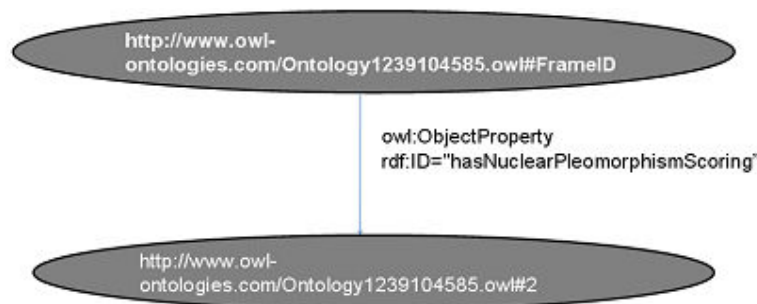 http://www.owl-
ontologies.com/Ontology1239104585.owl#FrameID
owl:ObjectProperty
rdf:ID="hasNuclearPleomorphismScoring"
http://www.owl-
ontologies.com/Ontology1239104585.owl#2